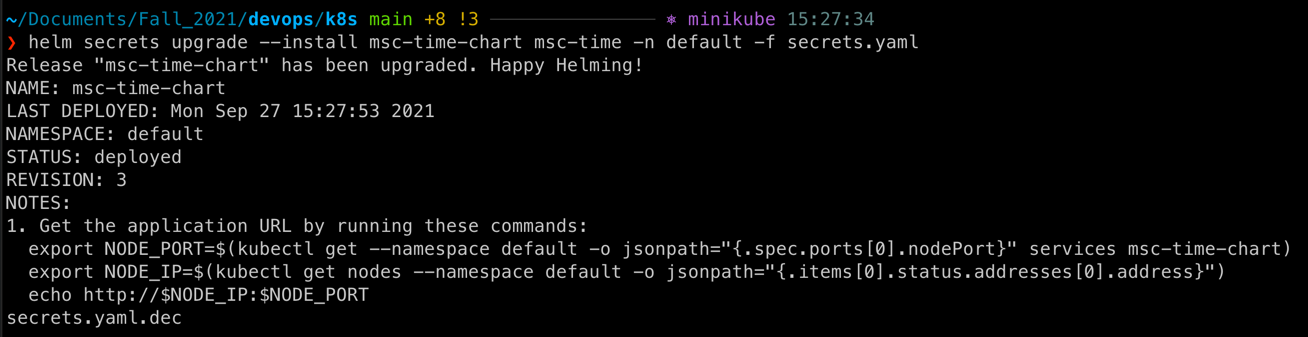 ~/Documents/Fall_2021/devops/k8s main +8 !3 ──────────────── ⎈ minikube 15:27:34
❯ helm secrets upgrade --install msc-time-chart msc-time -n default -f secrets.yaml
Release "msc-time-chart" has been upgraded. Happy Helming!
NAME: msc-time-chart
LAST DEPLOYED: Mon Sep 27 15:27:53 2021
NAMESPACE: default
STATUS: deployed
REVISION: 3
NOTES:
1. Get the application URL by running these commands:
  export NODE_PORT=$(kubectl get --namespace default -o jsonpath="{.spec.ports[0].nodePort}" services msc-time-chart)
  export NODE_IP=$(kubectl get nodes --namespace default -o jsonpath="{.items[0].status.addresses[0].address}")
  echo http://$NODE_IP:$NODE_PORT
secrets.yaml.dec